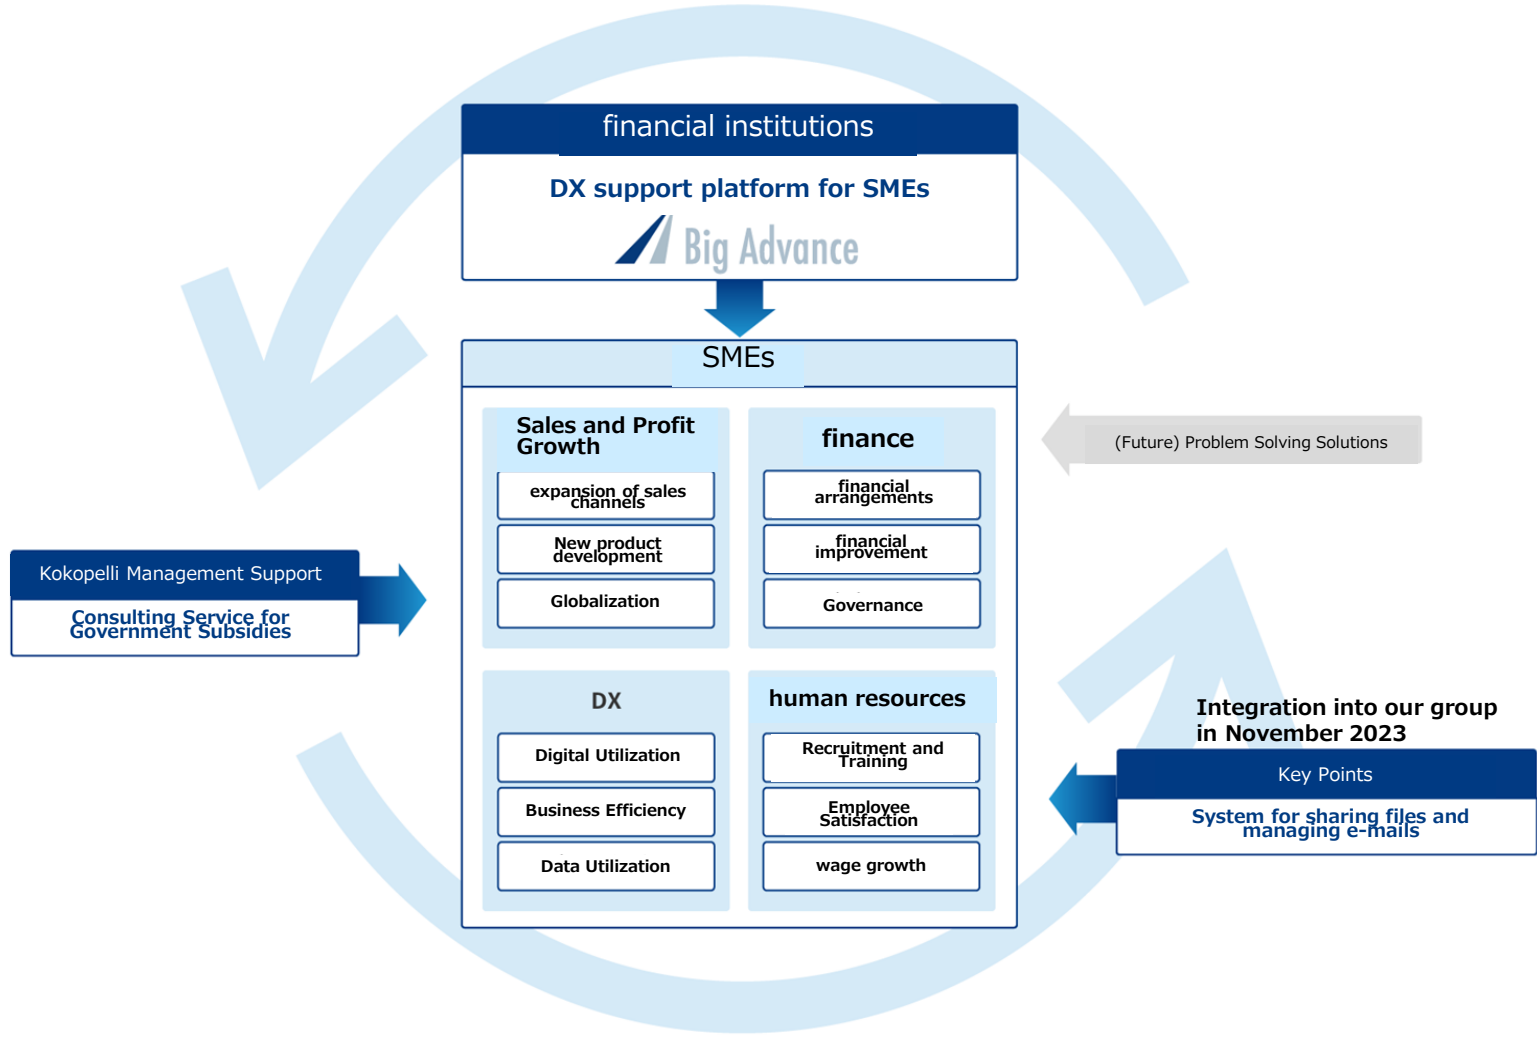 financial institutions
DX support platform for SMEs
Big Advance
SMEs
Sales and Profit
Growth
expansion of sales
channels
New product
development
Globalization
finance
financial
arrangements
financial
improvement
Governance
(Future) Problem Solving Solutions
Kokopelli Management Support
Consulting Service for
Government Subsidies
DX
Digital Utilization
Business Efficiency
Data Utilization
human resources
Recruitment and
Training
Employee
Satisfaction
wage growth
Integration into our group
in November 2023
Key Points
System for sharing files and
managing e-mails